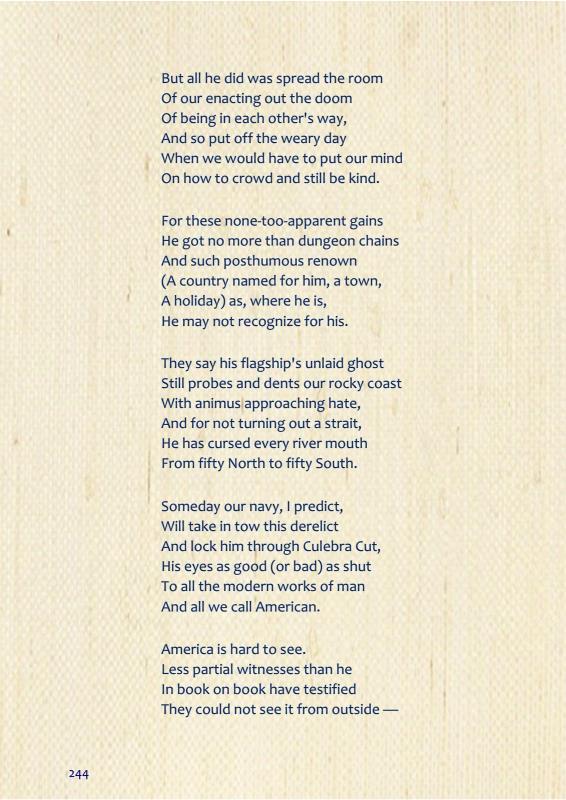 But all he did was spread the room
Of our enacting out the doom
Of being in each other's way,
And so put off the weary day
When we would have to put our mind
On how to crowd and still be kind.
For these none-too-apparent gains
He got no more than dungeon chains
And such posthumous renown
(A country named for him, a town,
A holiday) as, where he is,
He may not recognize for his.
They say his flagship's unlaid ghost
Still probes and dents our rocky coast
With animus approaching hate,
And for not turning out a strait,
He has cursed every river mouth
From fifty North to fifty South.
Someday our navy, I predict,
Will take in tow this derelict
And lock him through Culebra Cut,
His eyes as good (or bad) as shut
To all the modern works of man
And all we call American.
America is hard to see.
Less partial witnesses than he
In book on book have testified
They could not see it from outside —
244